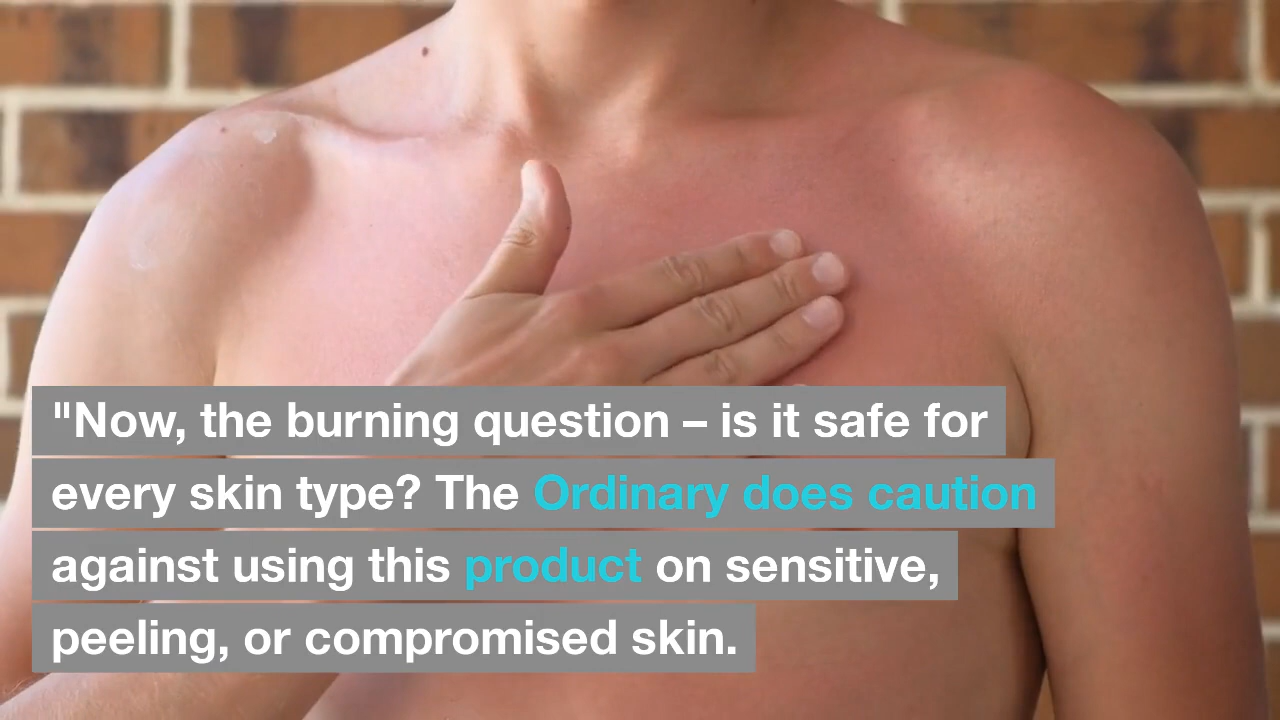 "Now, the burning question – is it safe for
every skin type? The Ordinary does caution
against using this product on sensitive,
peeling, or compromised skin.